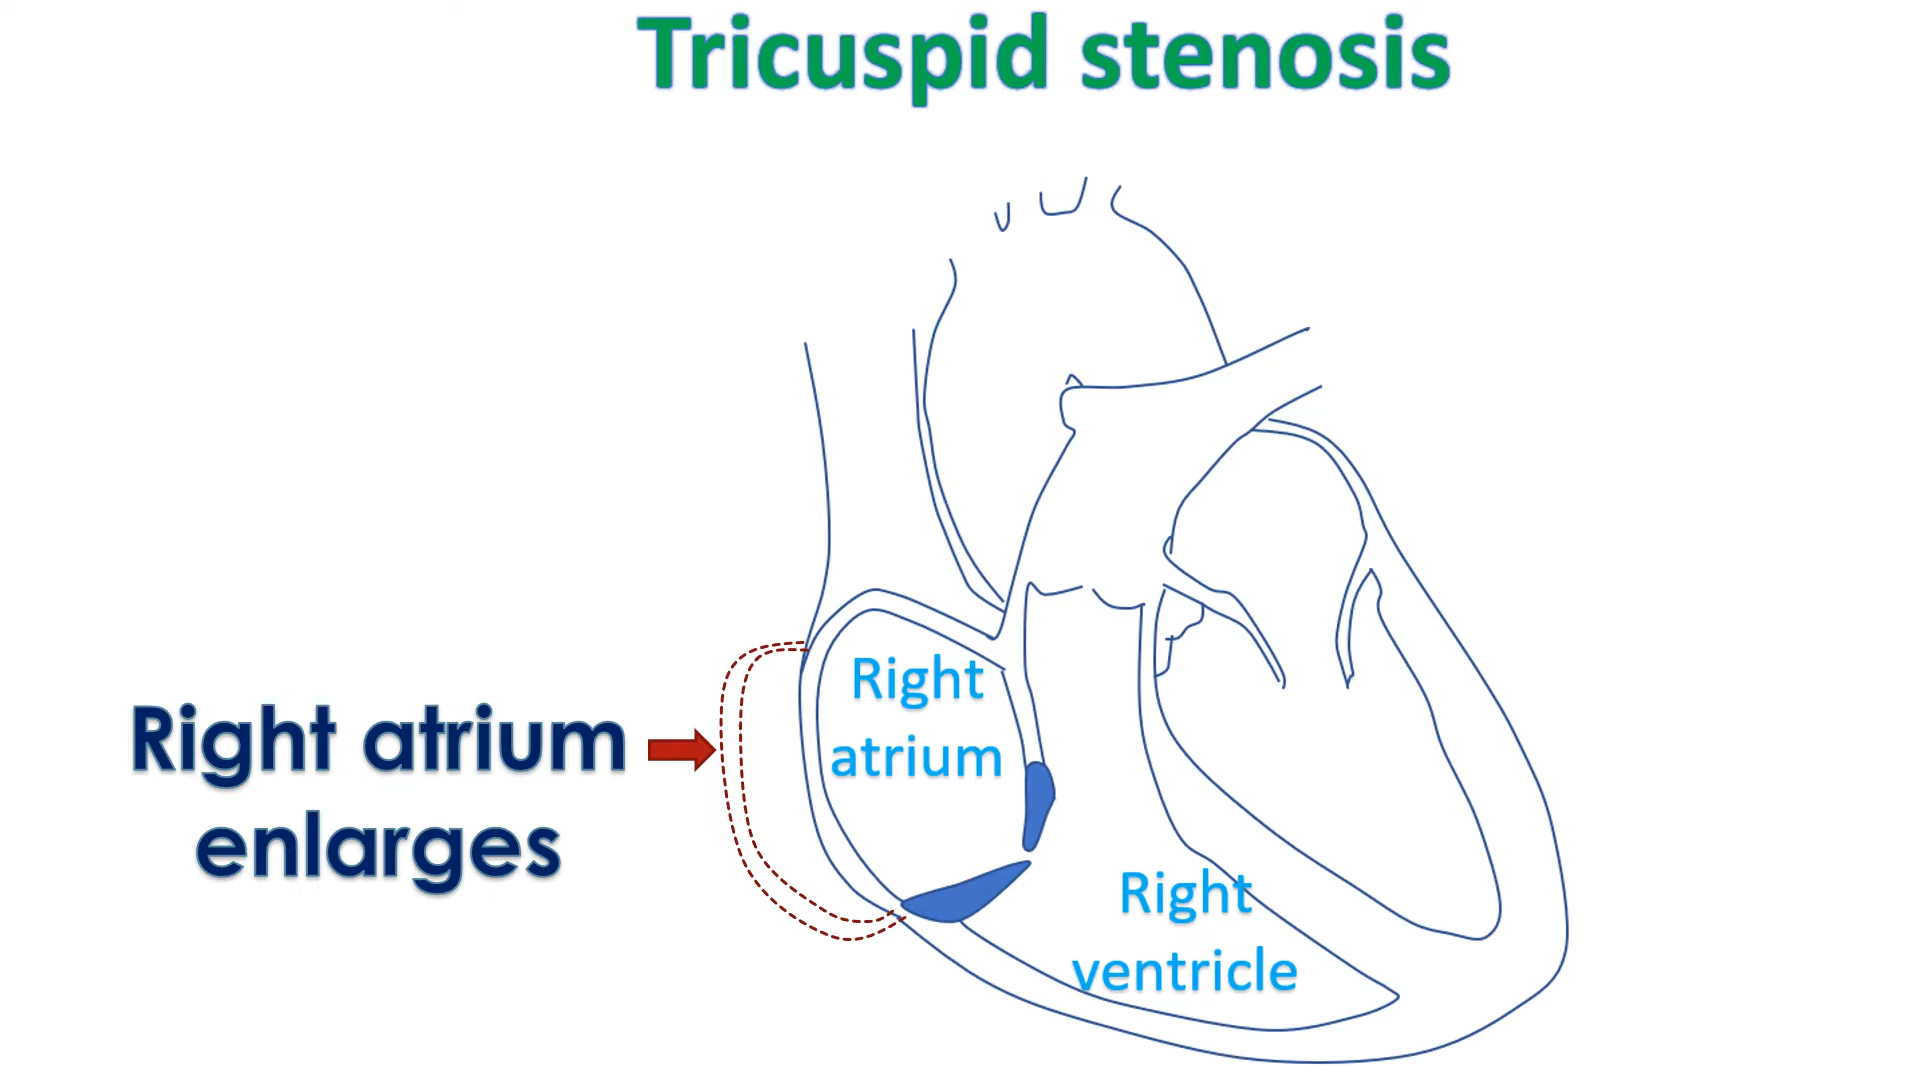 Tricuspid stenosis
Right
atrium
Right atrium
enlarges
Right
ventricle